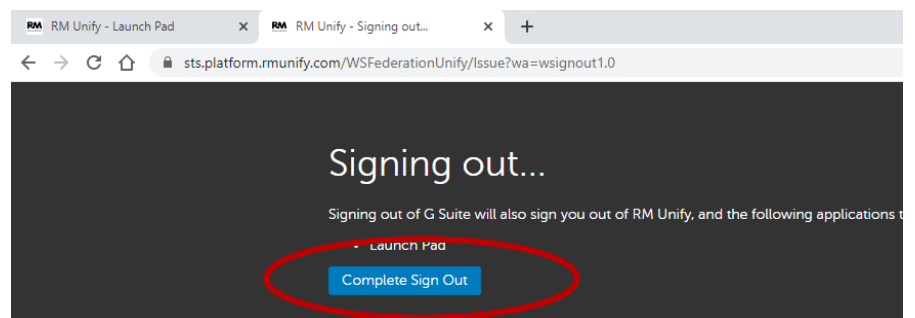 RM RM Unify - Launch Pad RM RM Unify - Signing out...
sts.platform.rmunify.com/WSFederationUnify/Issue?wa=wsignout1.0
Signing out...
Signing out of G Suite will also sign you out of RM Unify, and the following applications t
• Launch Pad
Complete Sign Out